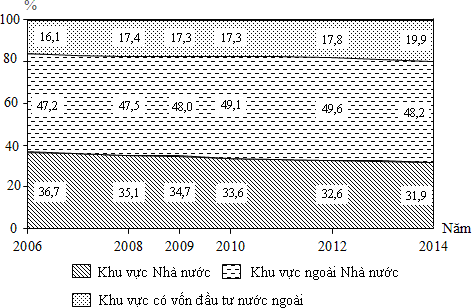 %
100
16,1 17,4 17,3 17,3 17,8 19,9
80
60
47,2 47,5 48,0 49,1 49,6 48,2
40
36,7 35,1 34,7 33,6 32,6 31,9
20
0
Năm
2006 2008 2009 2010 2012 2014
Khu vực Nhà nước Khu vực ngoài Nhà nước
Khu vực có vốn đầu tư nước ngoài